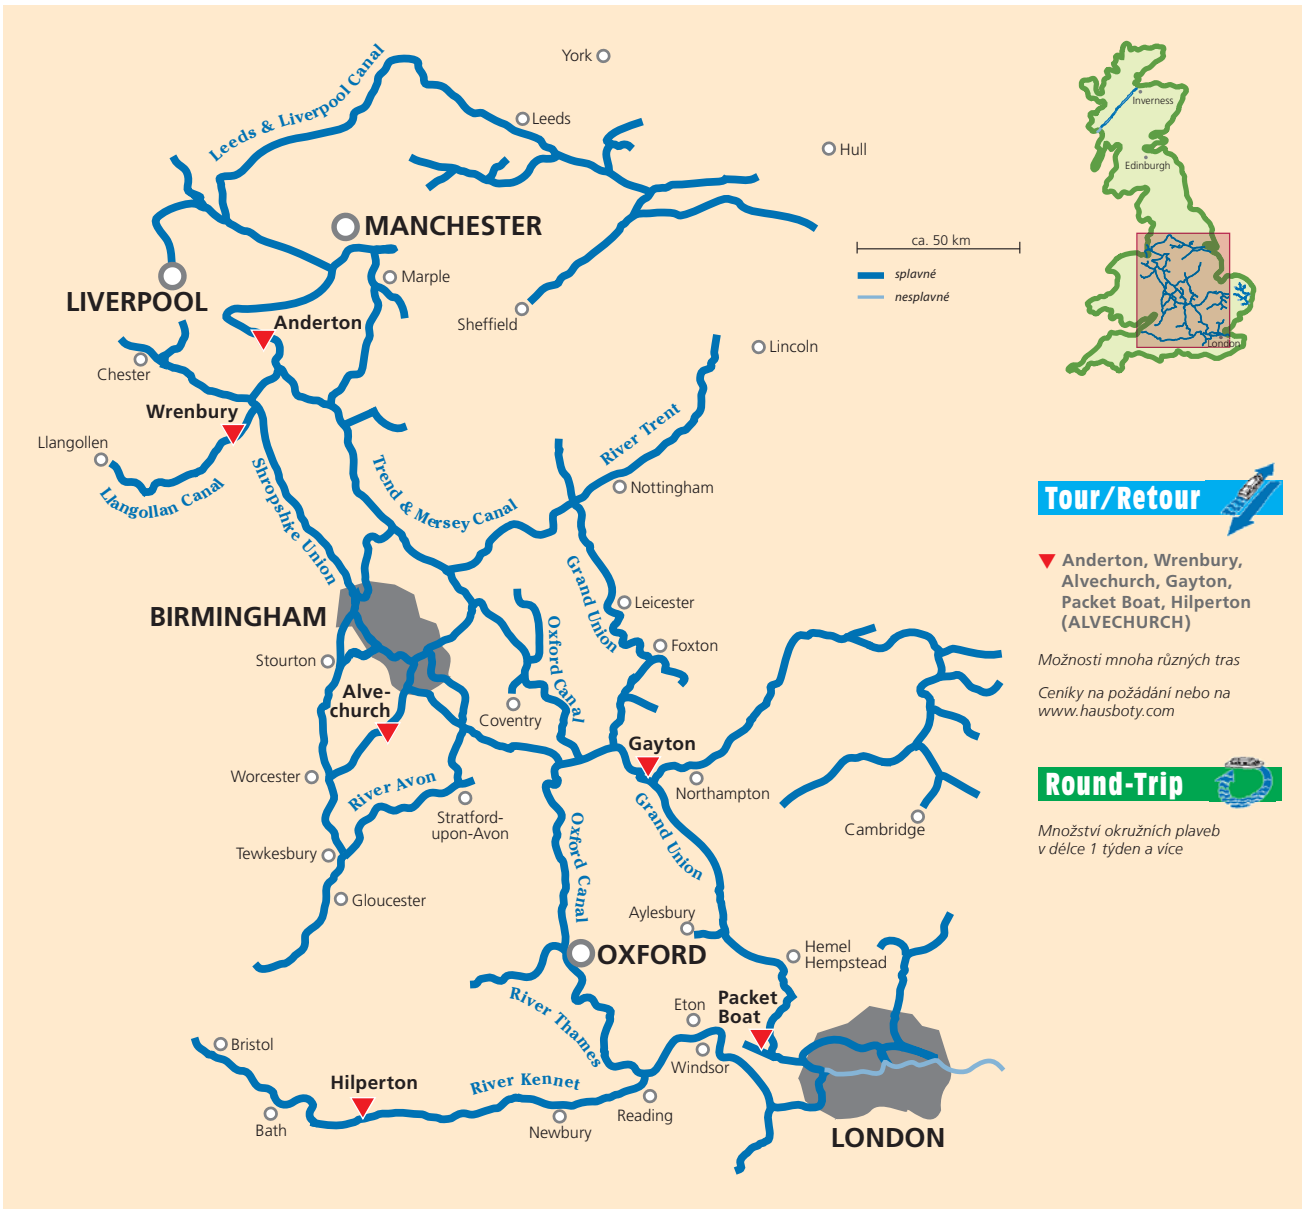 York
Leeds & Liverpool Canal
Leeds
Hull
MANCHESTER
Marple
LIVERPOOL
Sheffield
Anderton
Lincoln
Chester
Wrenbury
Llangollen
Llangollan Canal
Shropshire Union
Trend & Mersey Canal
River Trent
Nottingham
Grand Union
Leicester
BIRMINGHAM
Oxford Canal
Foxton
Stourton
Alve-
church
Coventry
Gayton
Worcester
River Avon
Northampton
Stratford-
upon-Avon
Grand Union
Cambridge
Oxford Canal
Tewkesbury
Gloucester
Aylesbury
OXFORD
Hemel
Hempstead
River Thames
Eton
Packet
Boat
Bristol
Windsor
Hilperton
River Kennet
Reading
Bath
Newbury
LONDON
ca. 50 km
splavné
nesplavné
Inverness
Edinburgh
London
Tour/Retour
Anderton, Wrenbury,
Alvechurch, Gayton,
Packet Boat, Hilperton
(ALVECHURCH)
Možnosti mnoha různých tras
Ceníky na požádání nebo na
www.hausboty.com
Round-Trip
Množství okružních plaveb
v délce 1 týden a více